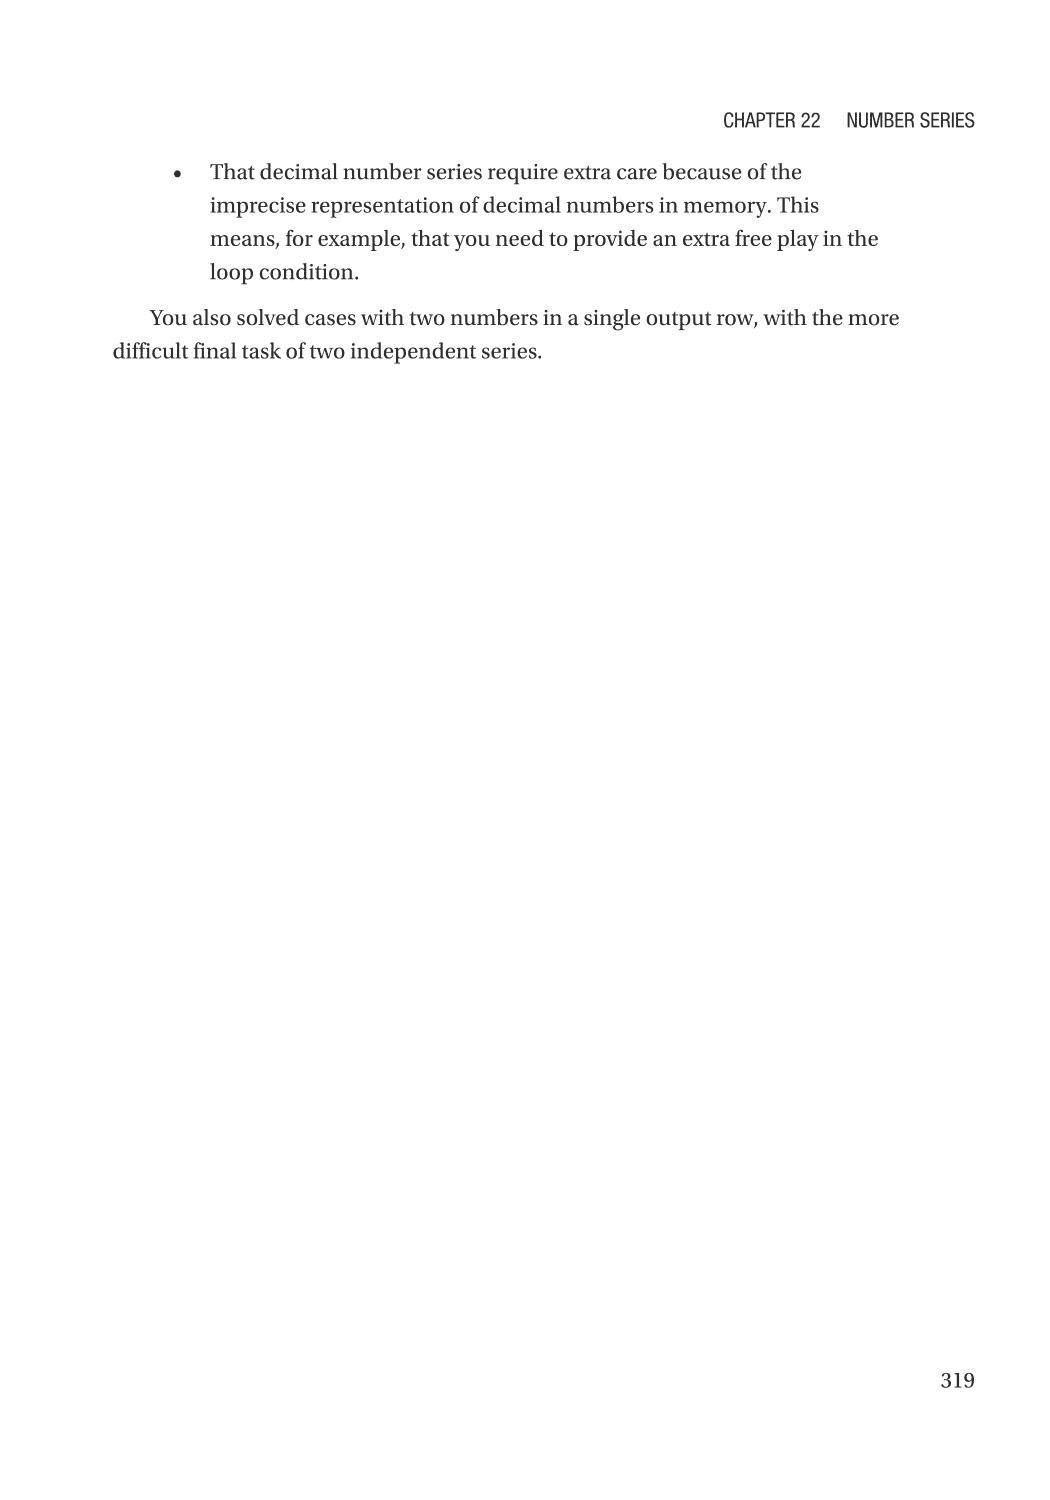 CHAPTER 22 NUMBER SERIES
• That decimal number series require extra care because of the
imprecise representation of decimal numbers in memory. This
means, for example, that you need to provide an extra free play in the
loop condition.
You also solved cases with two numbers in a single output row, with the more
difficult final task of two independent series.
319